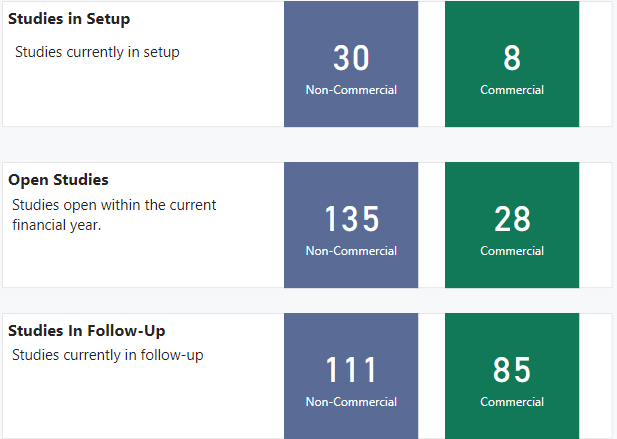 Studies in Setup
Studies currently in setup
30
Non-Commercial
8
Commercial
Open Studies
Studies open within the current
financial year.
135
Non-Commercial
28
Commercial
Studies In Follow-Up
Studies currently in follow-up
111
Non-Commercial
85
Commercial